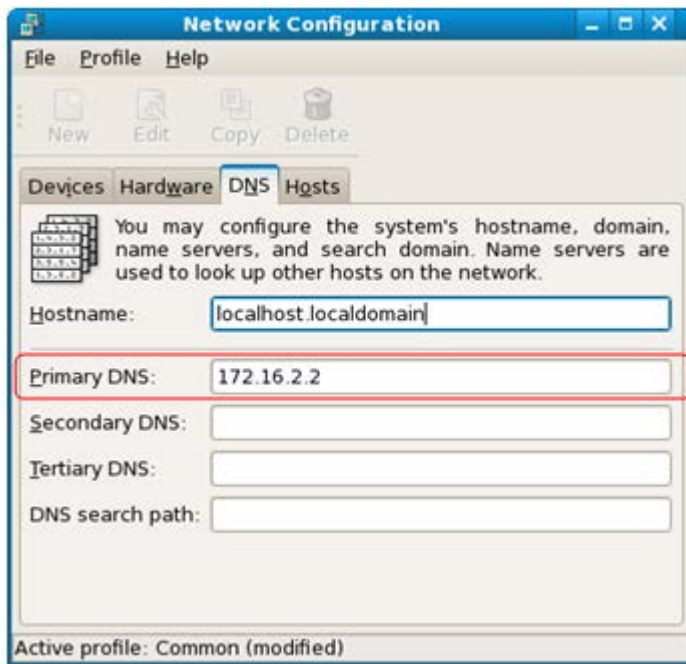 Network Configuration
File Profile Help
New Edit Copy Delete
Devices Hardware DNS Hosts
You may configure the system's hostname, domain,
name servers, and search domain. Name servers are
used to look up other hosts on the network.
Hostname: localhost.localdomain
Primary DNS: 172.16.2.2
Secondary DNS:
Tertiary DNS:
DNS search path:
Active profile: Common (modified)